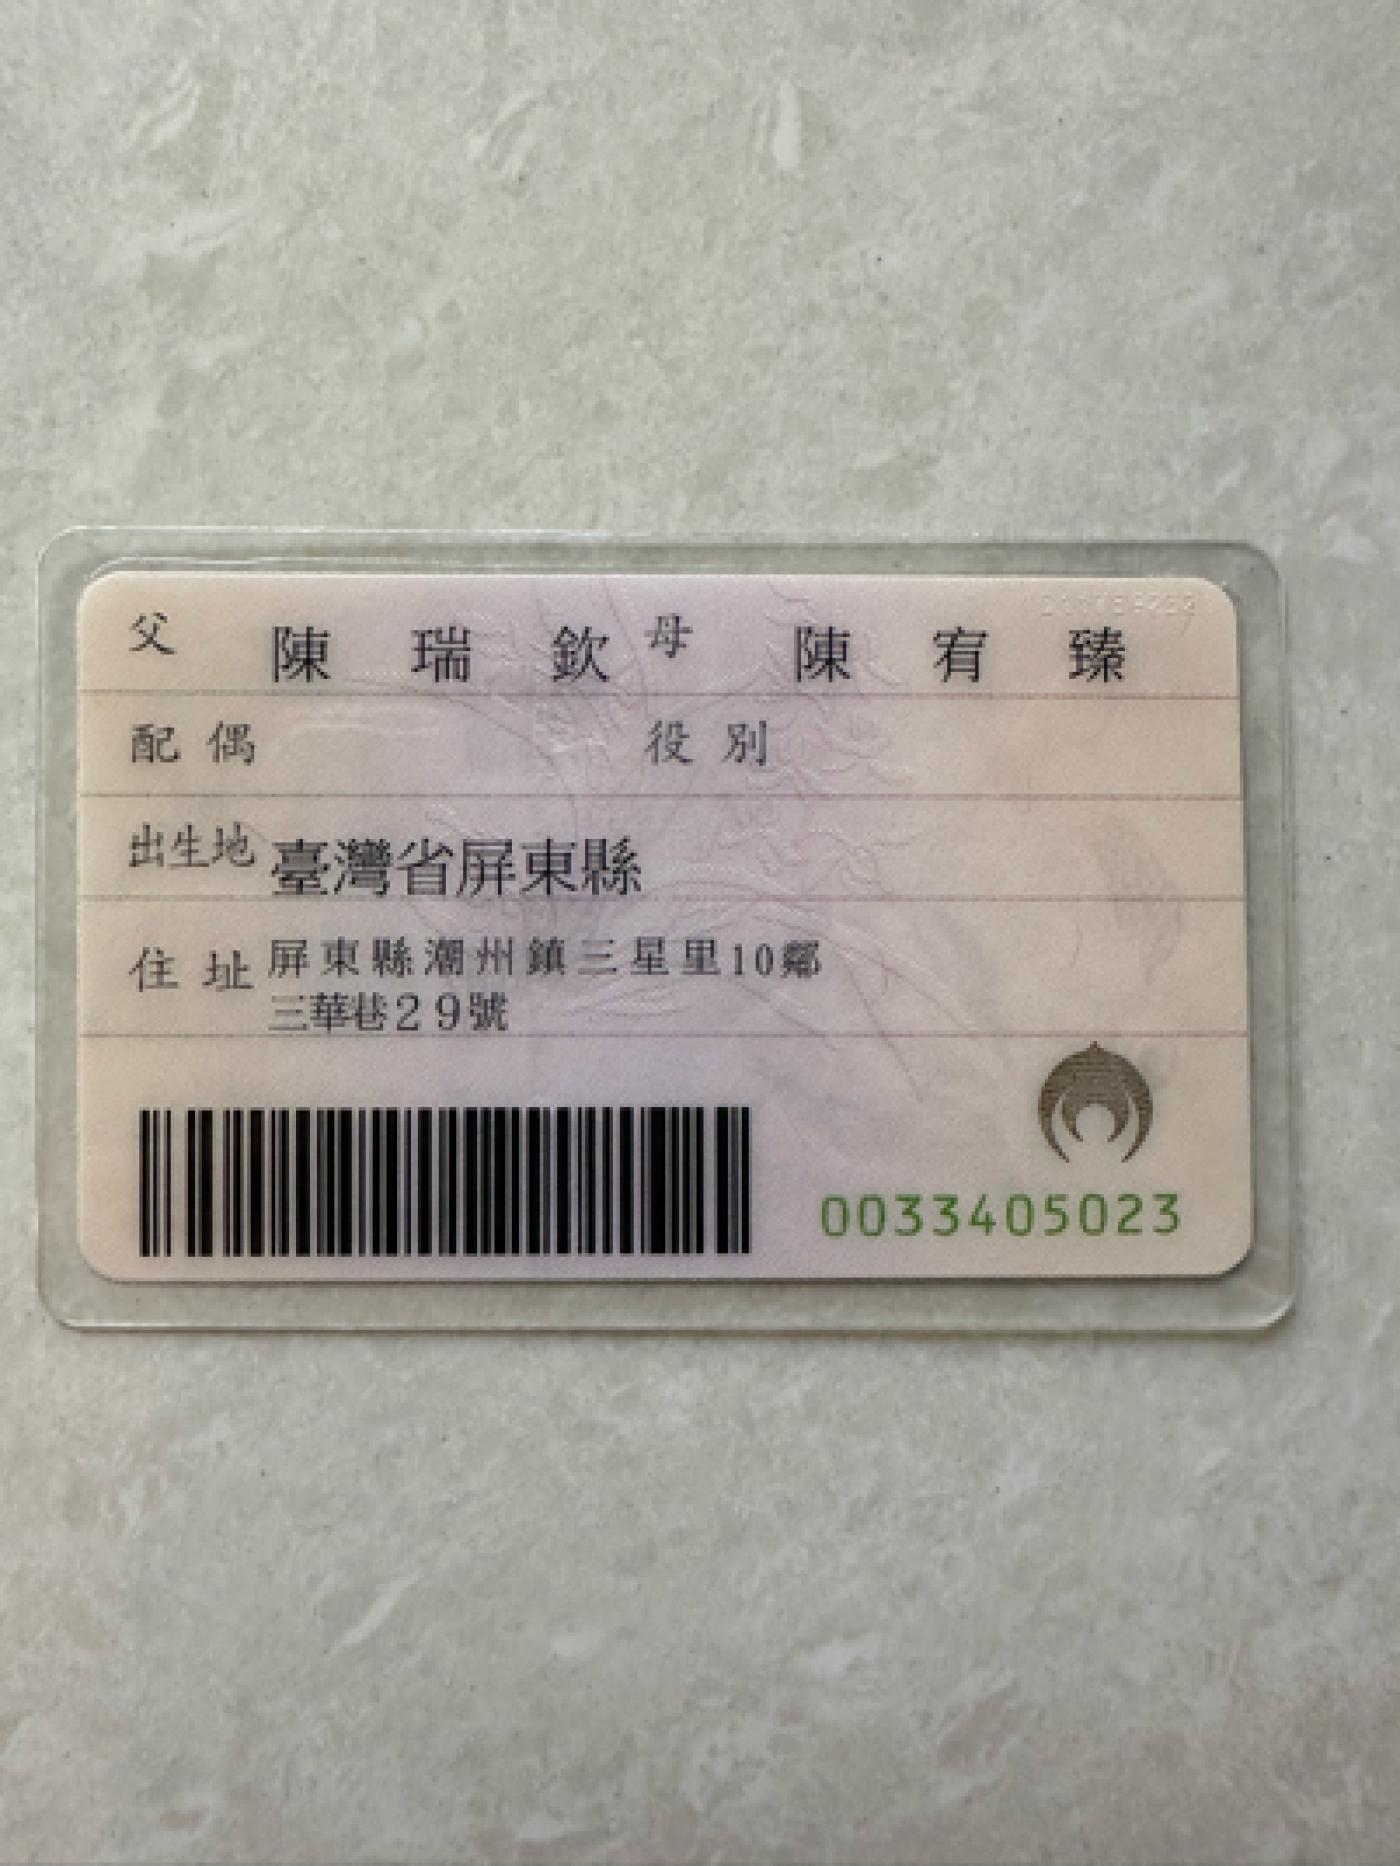 父 陳瑞欽 母 陳宥臻
配偶 役別
出生地 臺灣省屏東縣
住址 屏東縣潮州鎮三星里10鄰
三華巷29號
0033405023